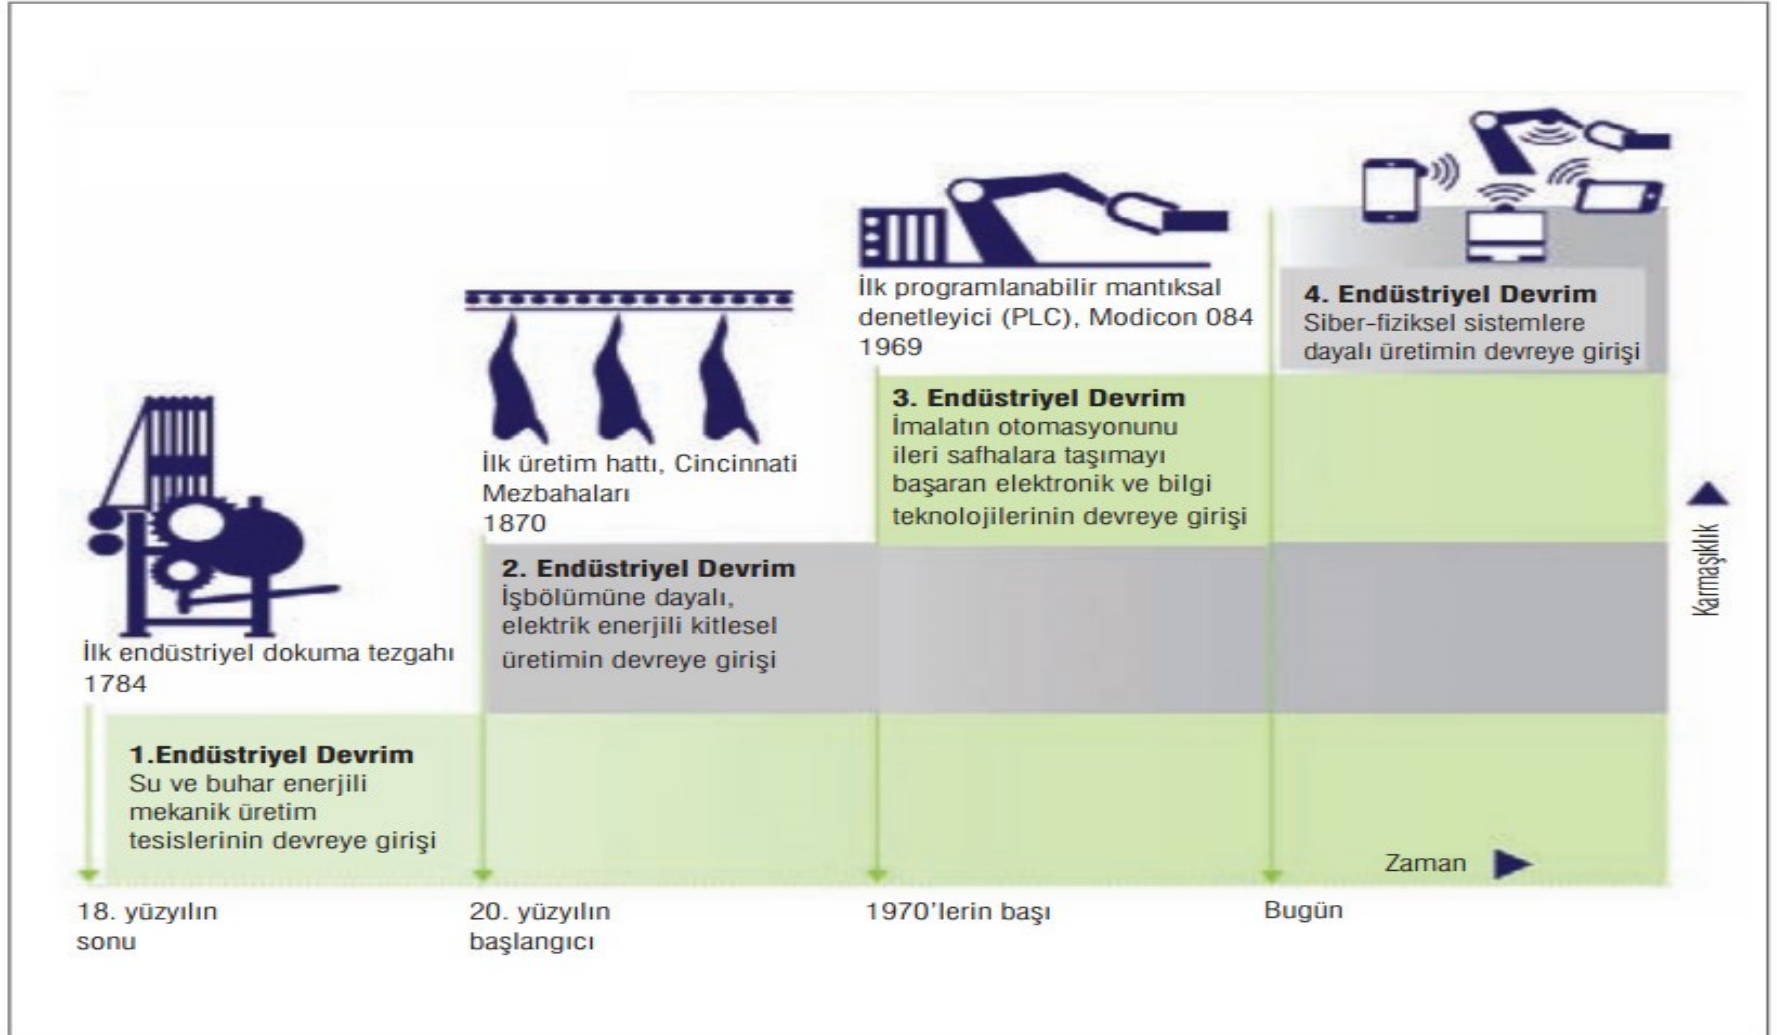 İlk endüstriyel dokuma tezgahı
1784
1.Endüstriyel Devrim
Su ve buhar enerjili
mekanik üretim
tesislerinin devreye girişi
18. yüzyılın
sonu
İlk üretim hattı, Cincinnati
Mezbahaları
1870
2. Endüstriyel Devrim
İşbölümüne dayalı,
elektrik enerjili kitlesel
üretimin devreye girişi
20. yüzyılın
başlangıcı
İlk programlanabilir mantıksal
denetleyici (PLC), Modicon 084
1969
3. Endüstriyel Devrim
İmalatın otomasyonunu
ileri safhalara taşımayı
başaran elektronik ve bilgi
teknolojilerinin devreye girişi
1970'lerin başı
4. Endüstriyel Devrim
Siber-fiziksel sistemlere
dayalı üretimin devreye girişi
Bugün
Zaman
Karmaşıklık